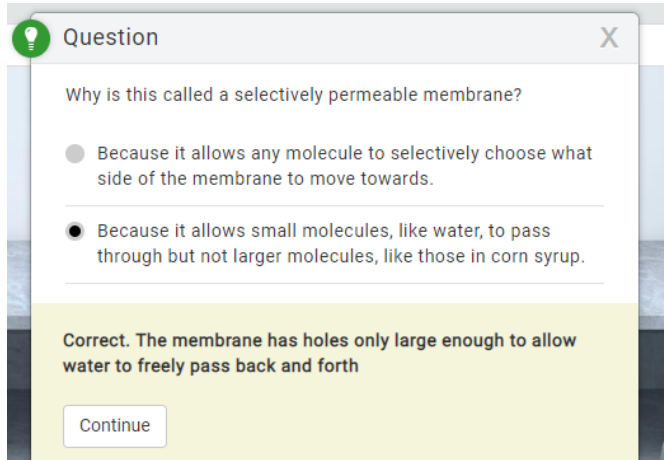 Question
X
Why is this called a selectively permeable membrane?
Because it allows any molecule to selectively choose what
side of the membrane to move towards.
Because it allows small molecules, like water, to pass
through but not larger molecules, like those in corn syrup.
Correct. The membrane has holes only large enough to allow
water to freely pass back and forth
Continue